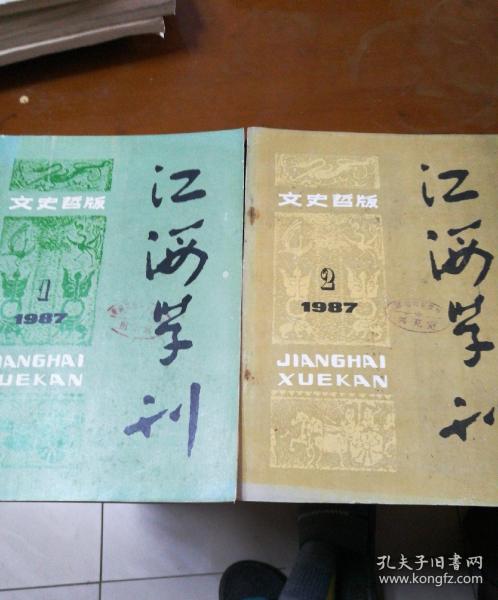 文史哲版
1
1987
JIANGHAI
XUEKAN
江海学刊
文史哲版
2
1987
JIANGHAI
XUEKAN
江海学刊
孔夫子旧书网
www.kongfz.com